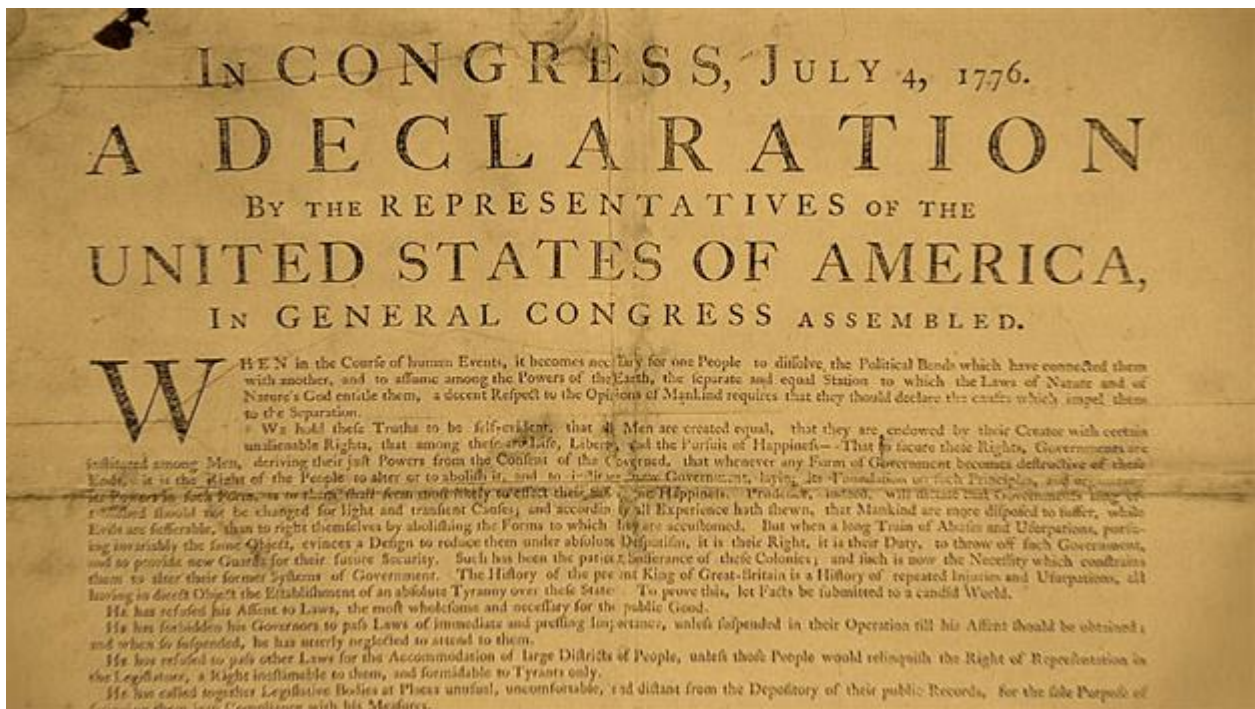 IN CONGRESS, JULY 4, 1776.
A DECLARATION
BY THE REPRESENTATIVES OF THE
UNITED STATES OF AMERICA,
IN GENERAL CONGRESS ASSEMBLED.
WHEN in the Courſe of human Events, it becomes for one People to diſſolve the Political Bands which have connected them
with another, and to aſſume among the Powers of the Earth, the ſeparate and equal Station to which the Laws of Nature and of
Nature's God entitle them, a decent Reſpect to the Opinions of Mankind requires that they ſhould declare the cauſes which impel them
to the Separation.
WE hold theſe Truths to be ſelf-evident, that all Men are created equal, that they are endowed by their Creator with certain
unalienable Rights, that among theſe are Life, Liberty, and the Purſuit of Happineſs—That to ſecure theſe Rights, Governments are
inſtituted among Men, deriving their juſt Powers from the Conſent of the Governed, that whenever any Form of Government becomes deſtructive of theſe
Ends, it is the Right of the People to alter or to aboliſh it, and to inſtitute new Government, laying its Foundation on ſuch Principles, and
its Powers in ſuch Form, as to them ſhall ſeem moſt likely to effect their Happineſs. Prudence, indeed, will dictate that Governments long
ſhould not be changed for light and tranſient Cauſes; and all Experience hath ſhewn, that Mankind are more diſpoſed to ſuffer, while
Evils are ſufferable, than to right themſelves by aboliſhing the Forms to which they are accuſtomed. But when a long Train of Abuſes and Uſurpations, purſu-
ing invariably the ſame Object, evinces a Deſign to reduce them under abſolute Deſpotiſm, it is their Right, it is their Duty, to throw off ſuch Government,
and to provide new Guards for their future Security. Such has been the patient Sufferance of theſe Colonies; and ſuch is now the Neceſſity which conſtrains
them to alter their former Syſtems of Government. The Hiſtory of the preſent King of Great-Britain is a Hiſtory of repeated Injuries and Uſurpations, all
having in direct Object the Eſtabliſhment of an abſolute Tyranny over theſe States. To prove this, let Facts be ſubmitted to a candid World.
HE has refuſed his Aſſent to Laws, the moſt wholeſome and neceſſary for the public Good.
HE has forbidden his Governors to paſs Laws of immediate and preſſing Importance, unleſs ſuſpended in their Operation till his Aſſent ſhould be obtained;
and when ſo ſuſpended, he has utterly neglected to attend to them.
HE has refuſed to paſs other Laws for the Accommodation of large Diſtricts of People, unleſs thoſe People would relinquiſh the Right of Repreſentation in
the Legiſlature, a Right ineſtimable to them, and formidable to Tyrants only.
HE has called together Legiſlative Bodies at Places unuſual, uncomfortable, and diſtant from the Depoſitory of their public Records, for the ſole Purpoſe of
them into Compliance with his Meaſures.